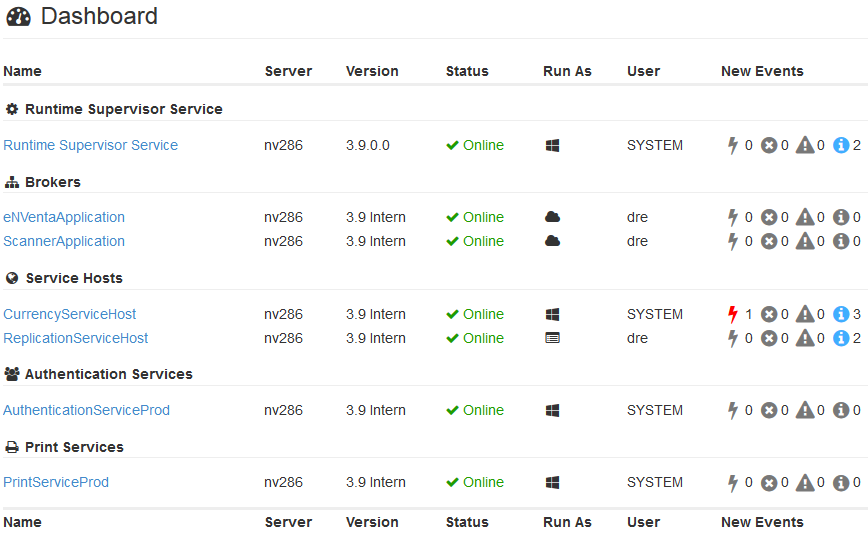 Dashboard
Name Server Version Status Run As User New Events
Runtime Supervisor Service
Runtime Supervisor Service nv286 3.9.0.0 Online SYSTEM 0 0 0 2
Brokers
eNVentaApplication nv286 3.9 Intern Online dre 0 0 0 0
ScannerApplication nv286 3.9 Intern Online dre 0 0 0 0
Service Hosts
CurrencyServiceHost nv286 3.9 Intern Online SYSTEM 1 0 0 3
ReplicationServiceHost nv286 3.9 Intern Online dre 0 0 0 2
Authentication Services
AuthenticationServiceProd nv286 3.9 Intern Online SYSTEM 0 0 0 0
Print Services
PrintServiceProd nv286 3.9 Intern Online SYSTEM 0 0 0 0
Name Server Version Status Run As User New Events